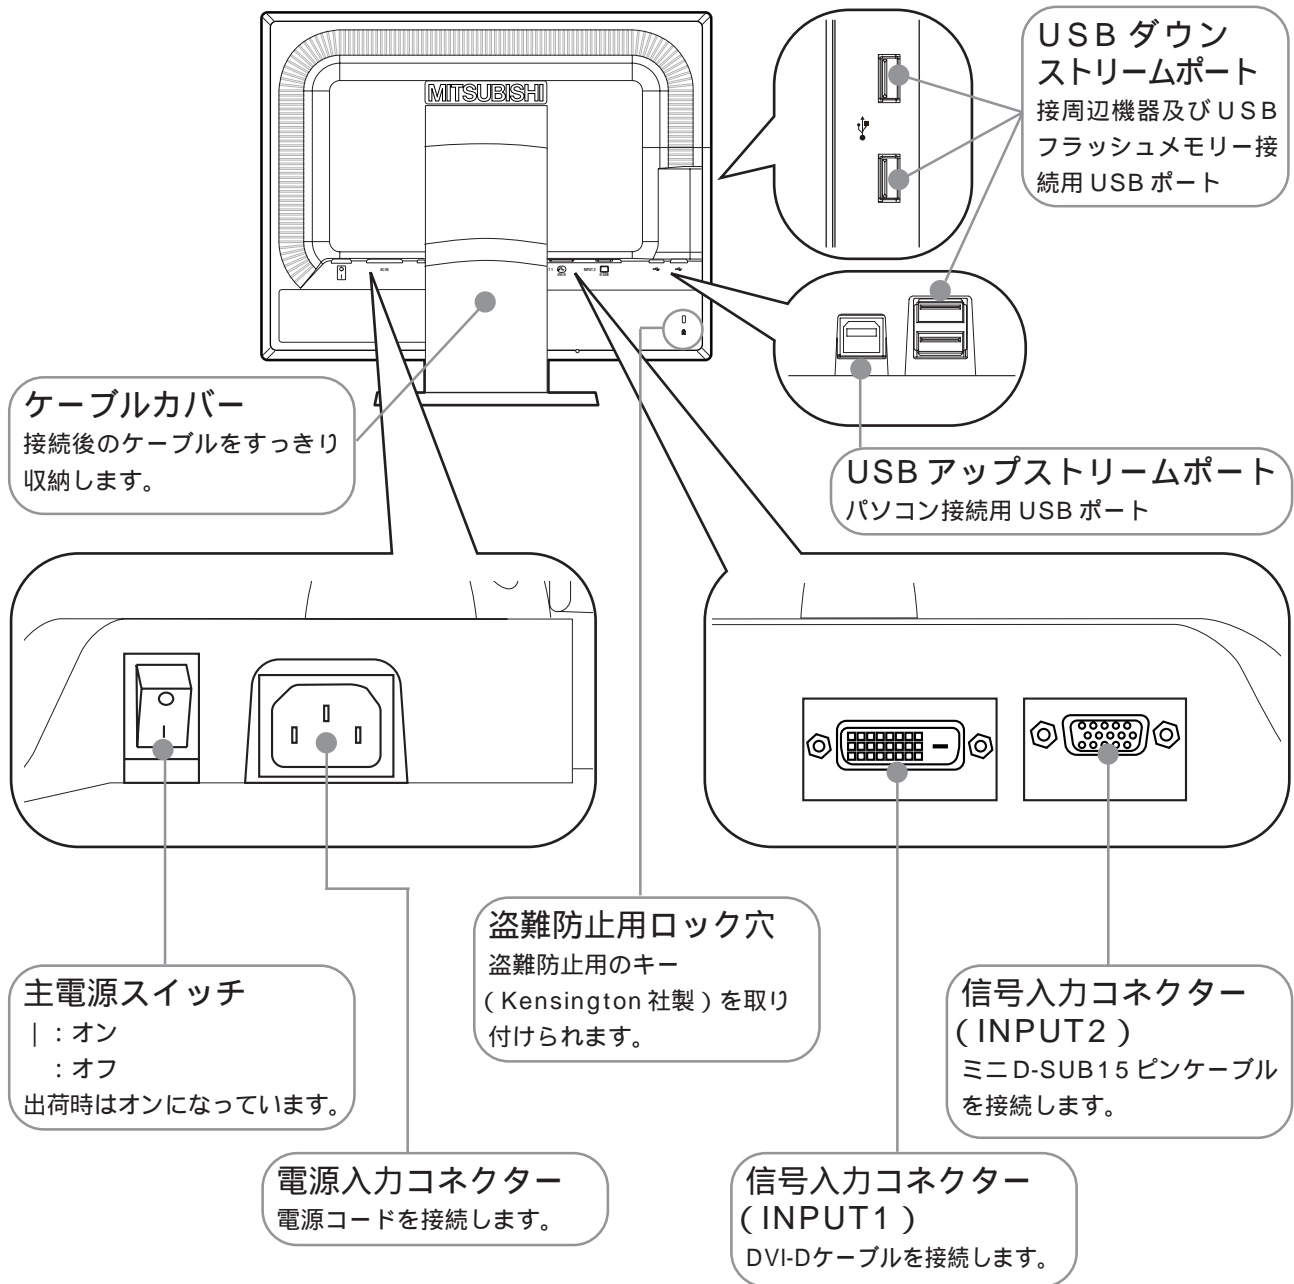 MITSUBISHI
USB ダウン
ストリームポート
接周辺機器及び USB
フラッシュメモリー接
続用 USB ポート
ケーブルカバー
接続後のケーブルをすっきり
収納します。
USB アップストリームポート
パソコン接続用 USB ポート
盗難防止用ロック穴
盗難防止用のキー
(Kensington 社製)を取り
付けられます。
主電源スイッチ
|:オン
:オフ
出荷時はオンになっています。
信号入力コネクター
(INPUT2)
ミニ D-SUB15 ピンケーブル
を接続します。
電源入力コネクター
電源コードを接続します。
信号入力コネクター
(INPUT1)
DVI-Dケーブルを接続します。